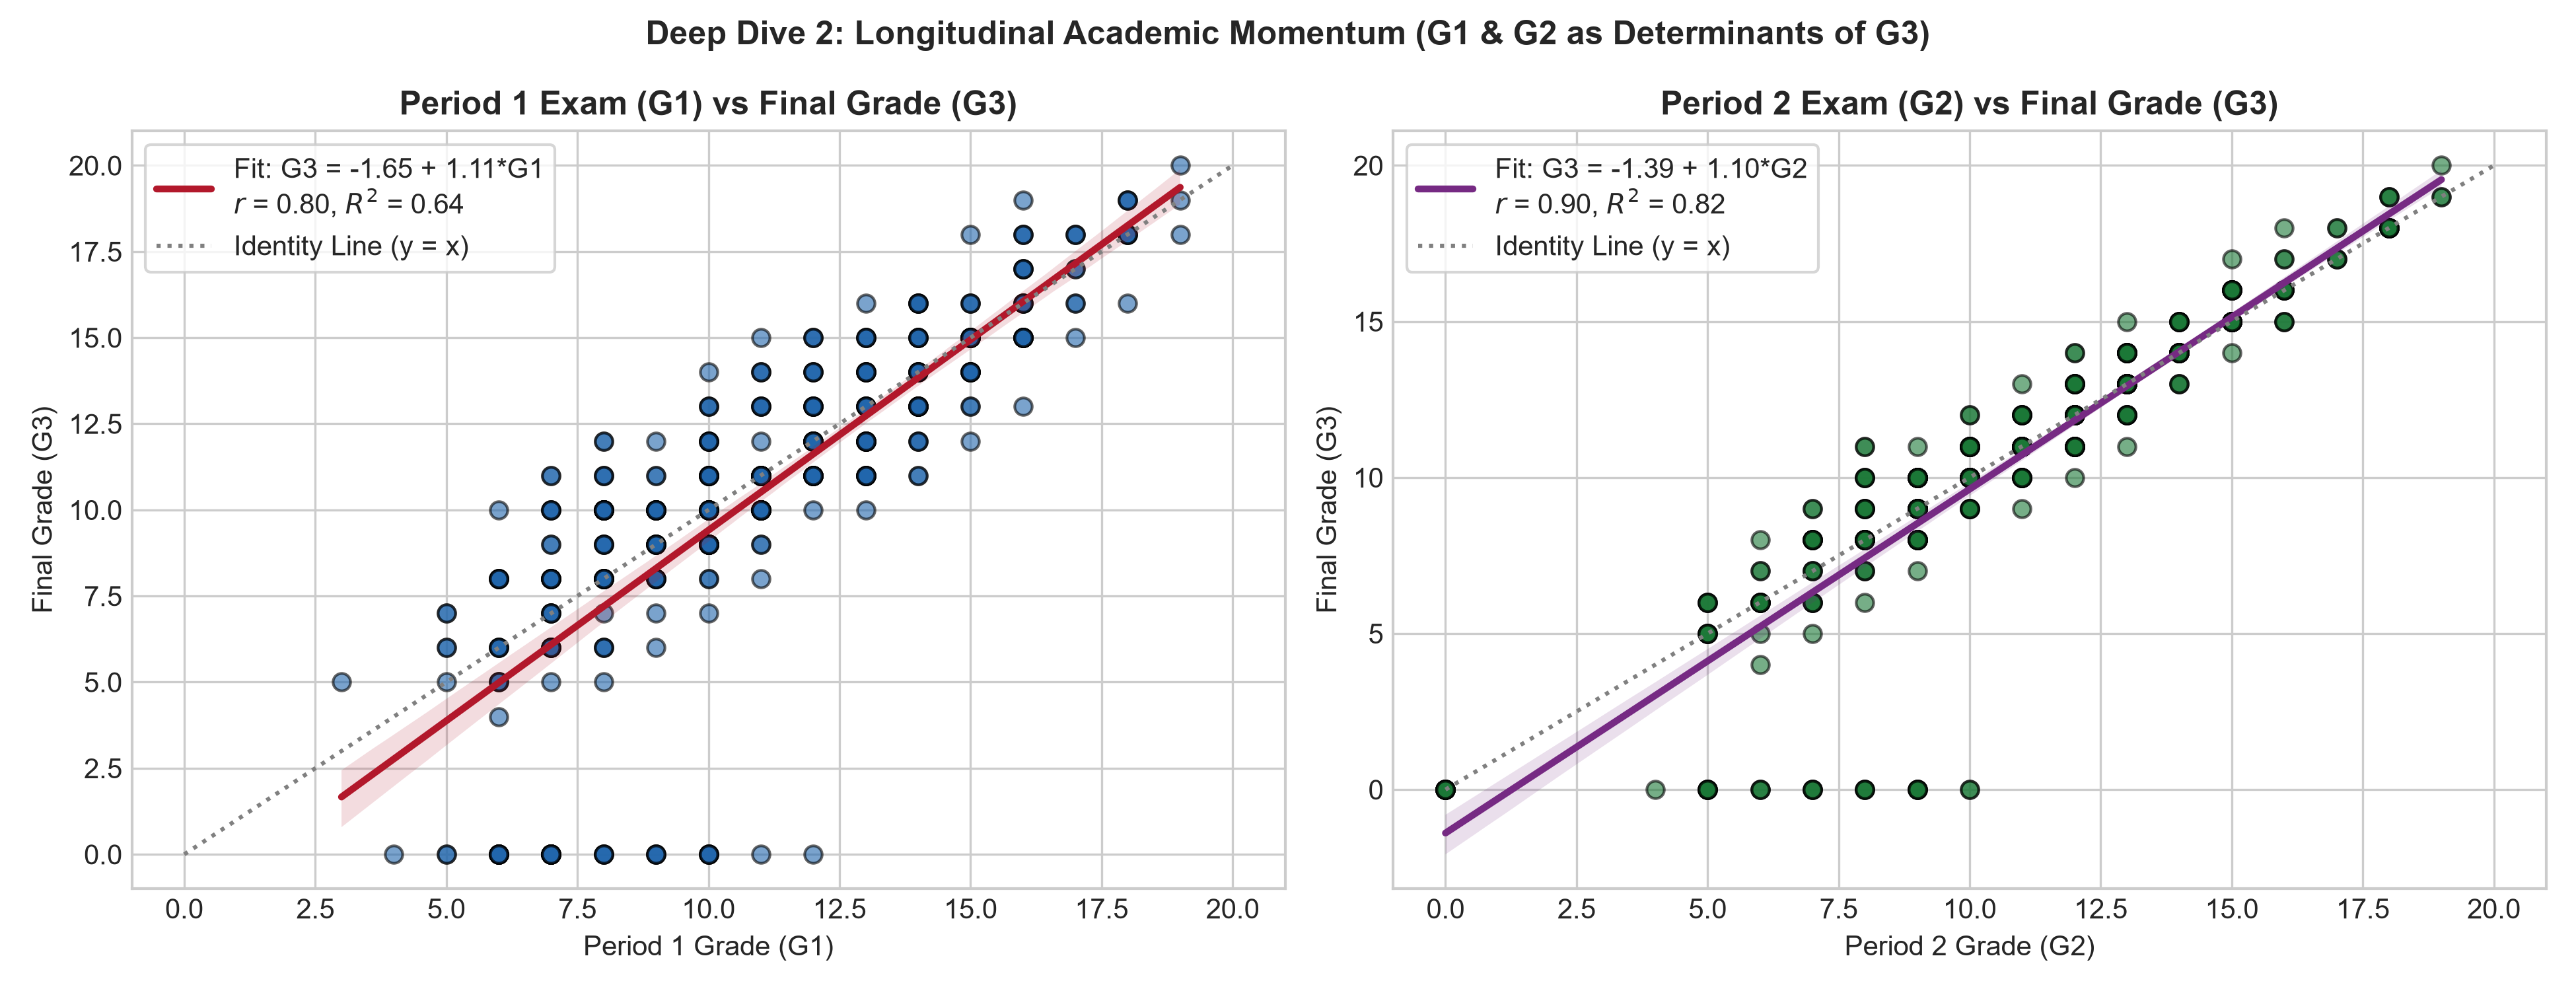 Deep Dive 2: Longitudinal Academic Momentum (G1 & G2 as Determinants of G3)
Period 1 Exam (G1) vs Final Grade (G3)
Fit: G3 = -1.65 + 1.11*G1
r = 0.80, R² = 0.64
Identity Line (y = x)
Final Grade (G3)
20.0
17.5
15.0
12.5
10.0
7.5
5.0
2.5
0.0
0.0 2.5 5.0 7.5 10.0 12.5 15.0 17.5 20.0
Period 1 Grade (G1)
Period 2 Exam (G2) vs Final Grade (G3)
Fit: G3 = -1.39 + 1.10*G2
r = 0.90, R² = 0.82
Identity Line (y = x)
Final Grade (G3)
20
15
10
5
0
0.0 2.5 5.0 7.5 10.0 12.5 15.0 17.5 20.0
Period 2 Grade (G2)